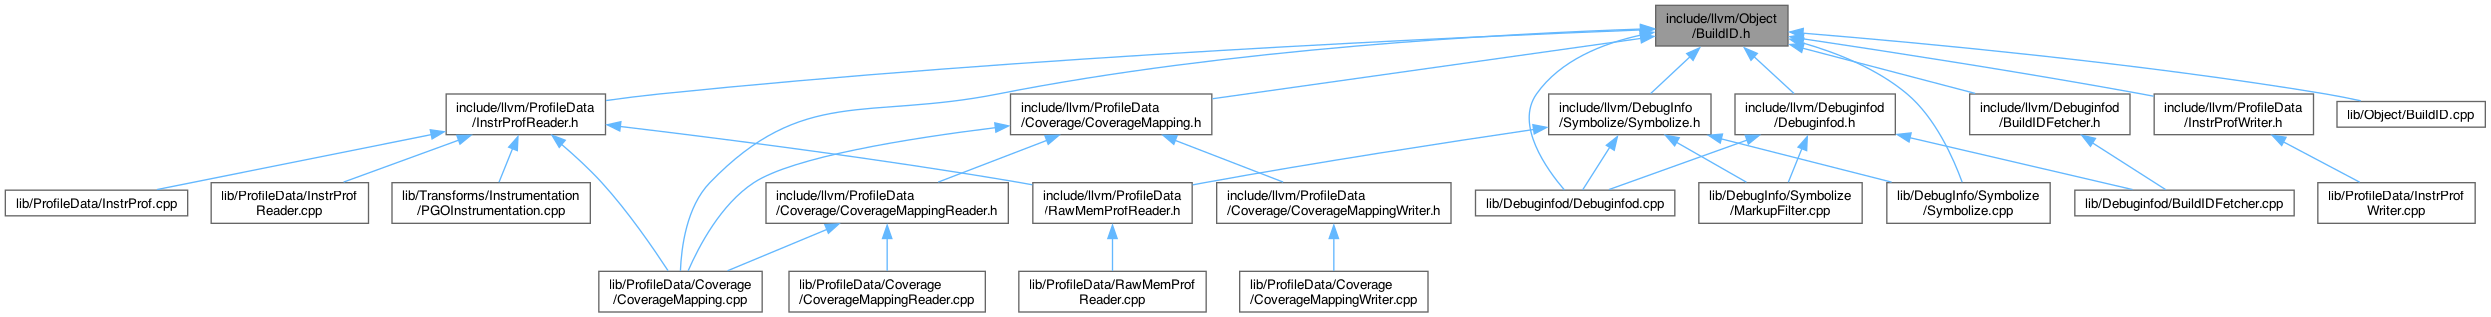 include/llvm/Object
/BuildID.h
include/llvm/ProfileData
/InstrProfReader.h
include/llvm/ProfileData
/Coverage/CoverageMapping.h
include/llvm/DebugInfo
/Symbolize/Symbolize.h
include/llvm/Debuginfod
/Debuginfod.h
include/llvm/Debuginfod
/BuildIDFetcher.h
include/llvm/ProfileData
/InstrProfWriter.h
lib/Object/BuildID.cpp
lib/ProfileData/InstrProf.cpp
lib/ProfileData/InstrProf
Reader.cpp
lib/Transforms/Instrumentation
/PGOInstrumentation.cpp
include/llvm/ProfileData
/Coverage/CoverageMappingReader.h
include/llvm/ProfileData
/RawMemProfReader.h
include/llvm/ProfileData
/Coverage/CoverageMappingWriter.h
lib/Debuginfod/Debuginfod.cpp
lib/DebugInfo/Symbolize
/MarkupFilter.cpp
lib/DebugInfo/Symbolize
/Symbolize.cpp
lib/Debuginfod/BuildIDFetcher.cpp
lib/ProfileData/InstrProf
Writer.cpp
lib/ProfileData/Coverage
/CoverageMapping.cpp
lib/ProfileData/Coverage
/CoverageMappingReader.cpp
lib/ProfileData/RawMemProf
Reader.cpp
lib/ProfileData/Coverage
/CoverageMappingWriter.cpp